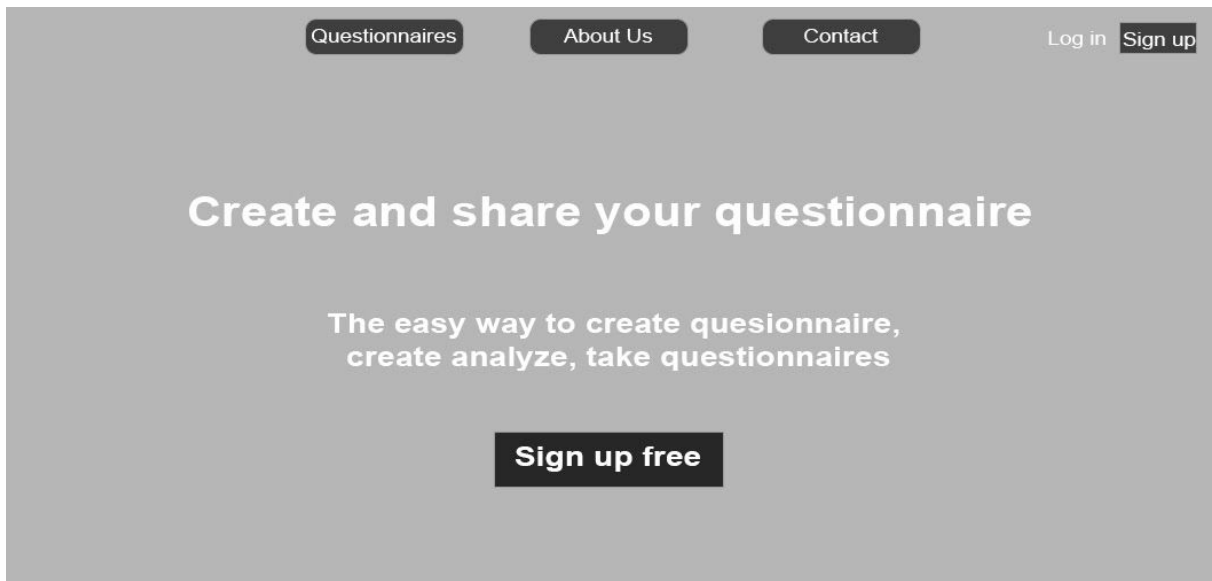 Questionnaires About Us Contact Log in Sign up
Create and share your questionnaire
The easy way to create quesionnaire,
create analyze, take questionnaires
Sign up free